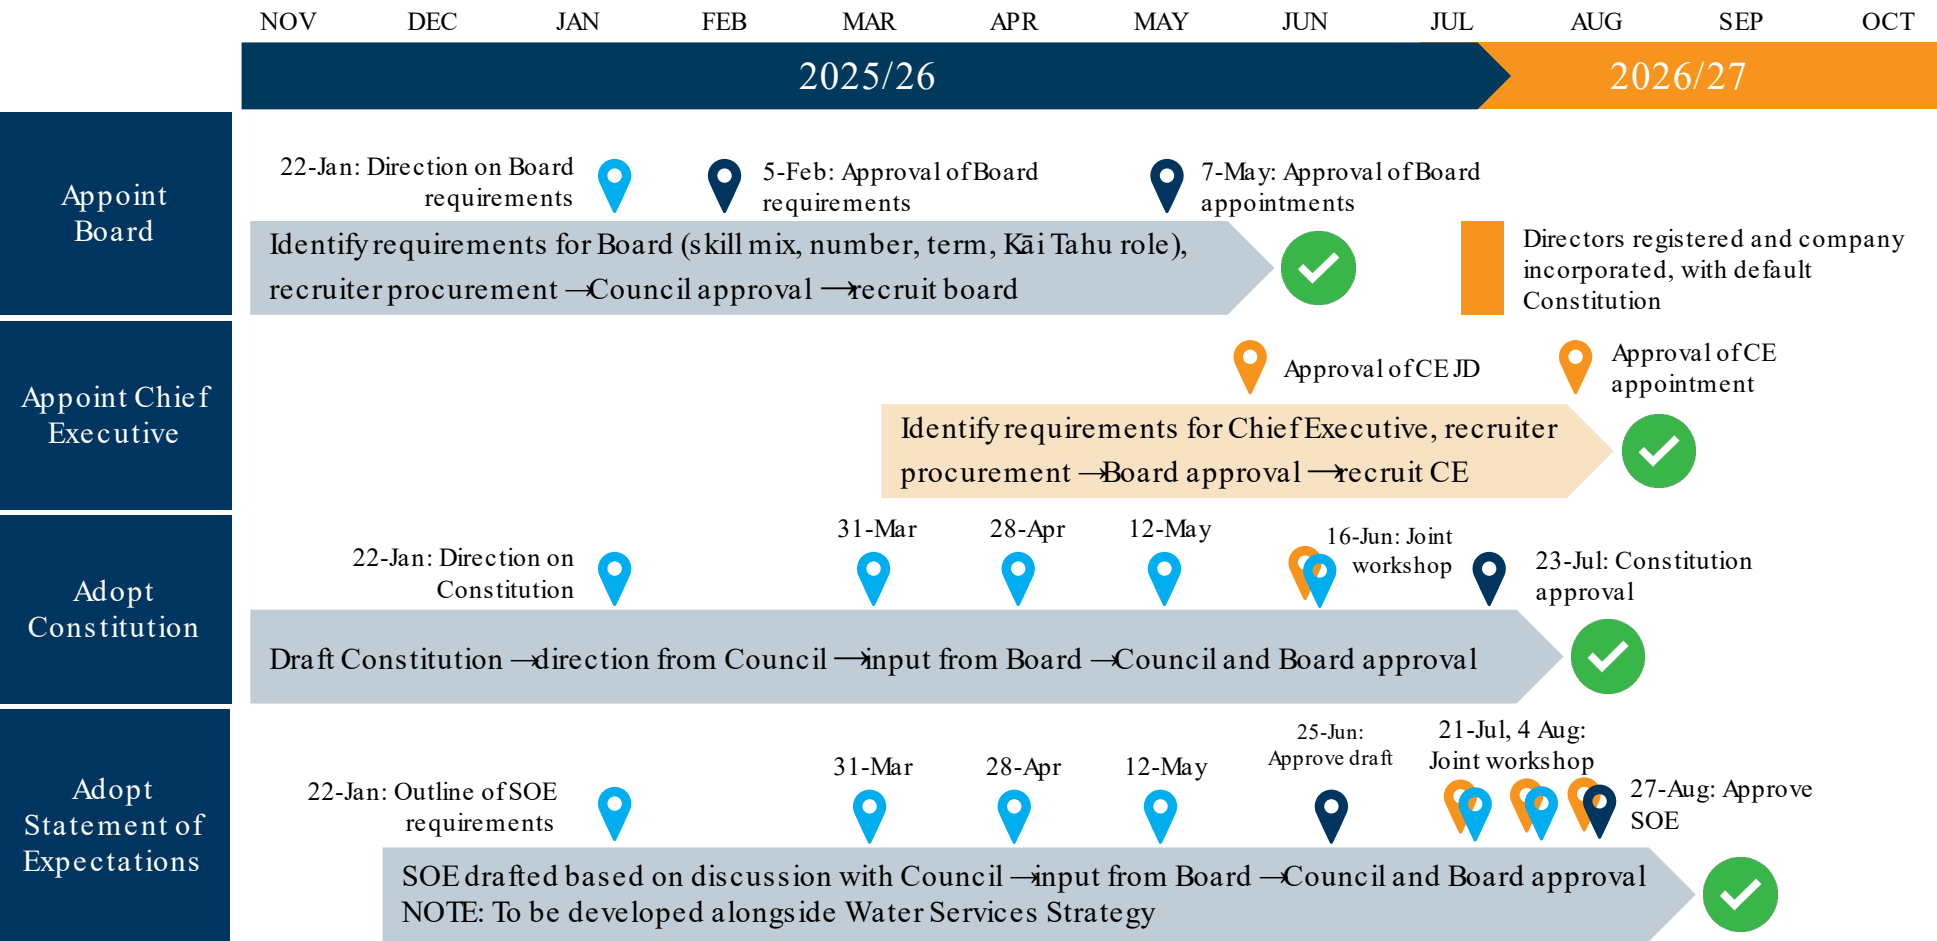 NOV DEC JAN FEB MAR APR MAY JUN JUL AUG SEP OCT
2025/26
2026/27
Appoint
Board
22-Jan: Direction on Board
requirements
5-Feb: Approval of Board
requirements
7-May: Approval of Board
appointments
Identify requirements for Board (skill mix, number, term, Kāi Tahu role),
recruiter procurement → Council approval → recruit board
Directors registered and company
incorporated, with default
Constitution
Appoint Chief
Executive
Approval of CE JD
Approval of CE
appointment
Identify requirements for Chief Executive, recruiter
procurement → Board approval → recruit CE
Adopt
Constitution
22-Jan: Direction on
Constitution
31-Mar
28-Apr
12-May
16-Jun: Joint
workshop
23-Jul: Constitution
approval
Draft Constitution → direction from Council → input from Board → Council and Board approval
Adopt
Statement of
Expectations
22-Jan: Outline of SOE
requirements
31-Mar
28-Apr
12-May
25-Jun:
Approve draft
21-Jul, 4 Aug:
Joint workshop
27-Aug: Approve
SOE
SOE drafted based on discussion with Council → input from Board → Council and Board approval
NOTE: To be developed alongside Water Services Strategy